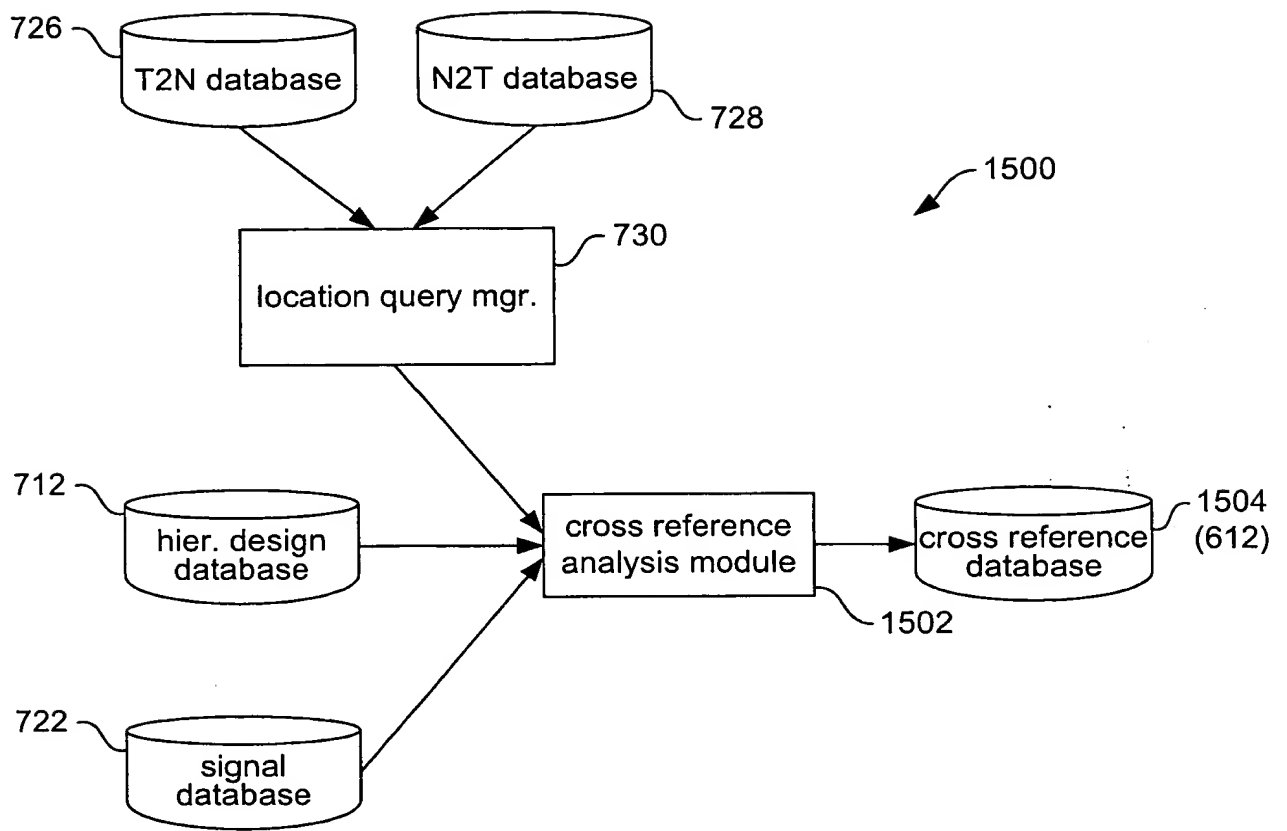 726
T2N database
N2T database
728
1500
730
location query mgr.
712
hier. design
database
cross reference
analysis module
1502
cross reference
database
1504
(612)
722
signal
database